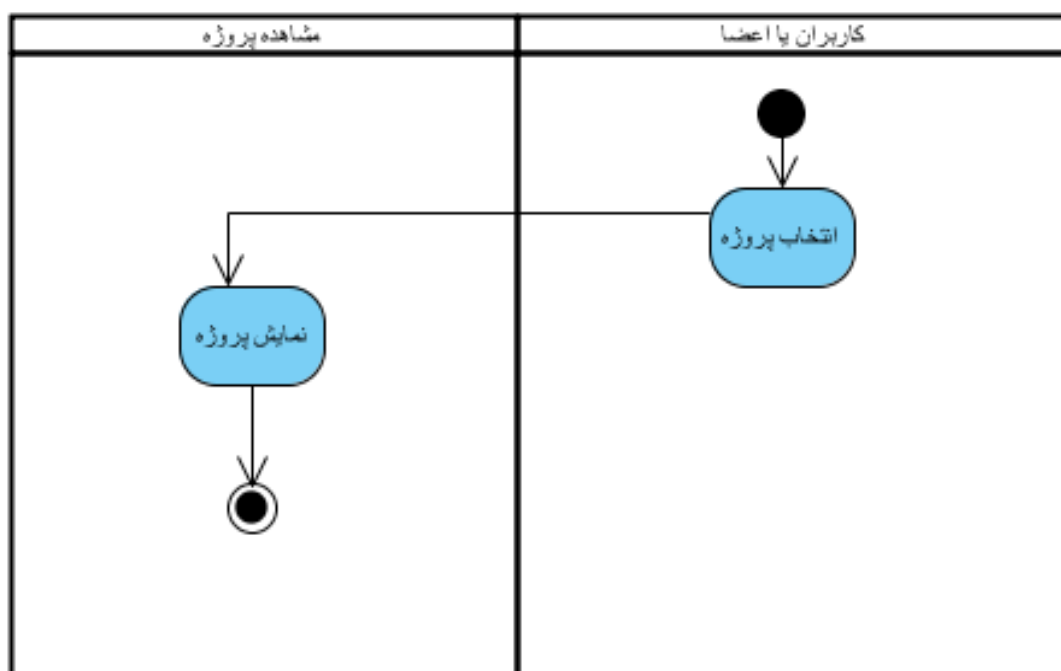 کاربران یا اعضا
مشاهده پروژه
انتخاب پروژه
نمایش پروژه